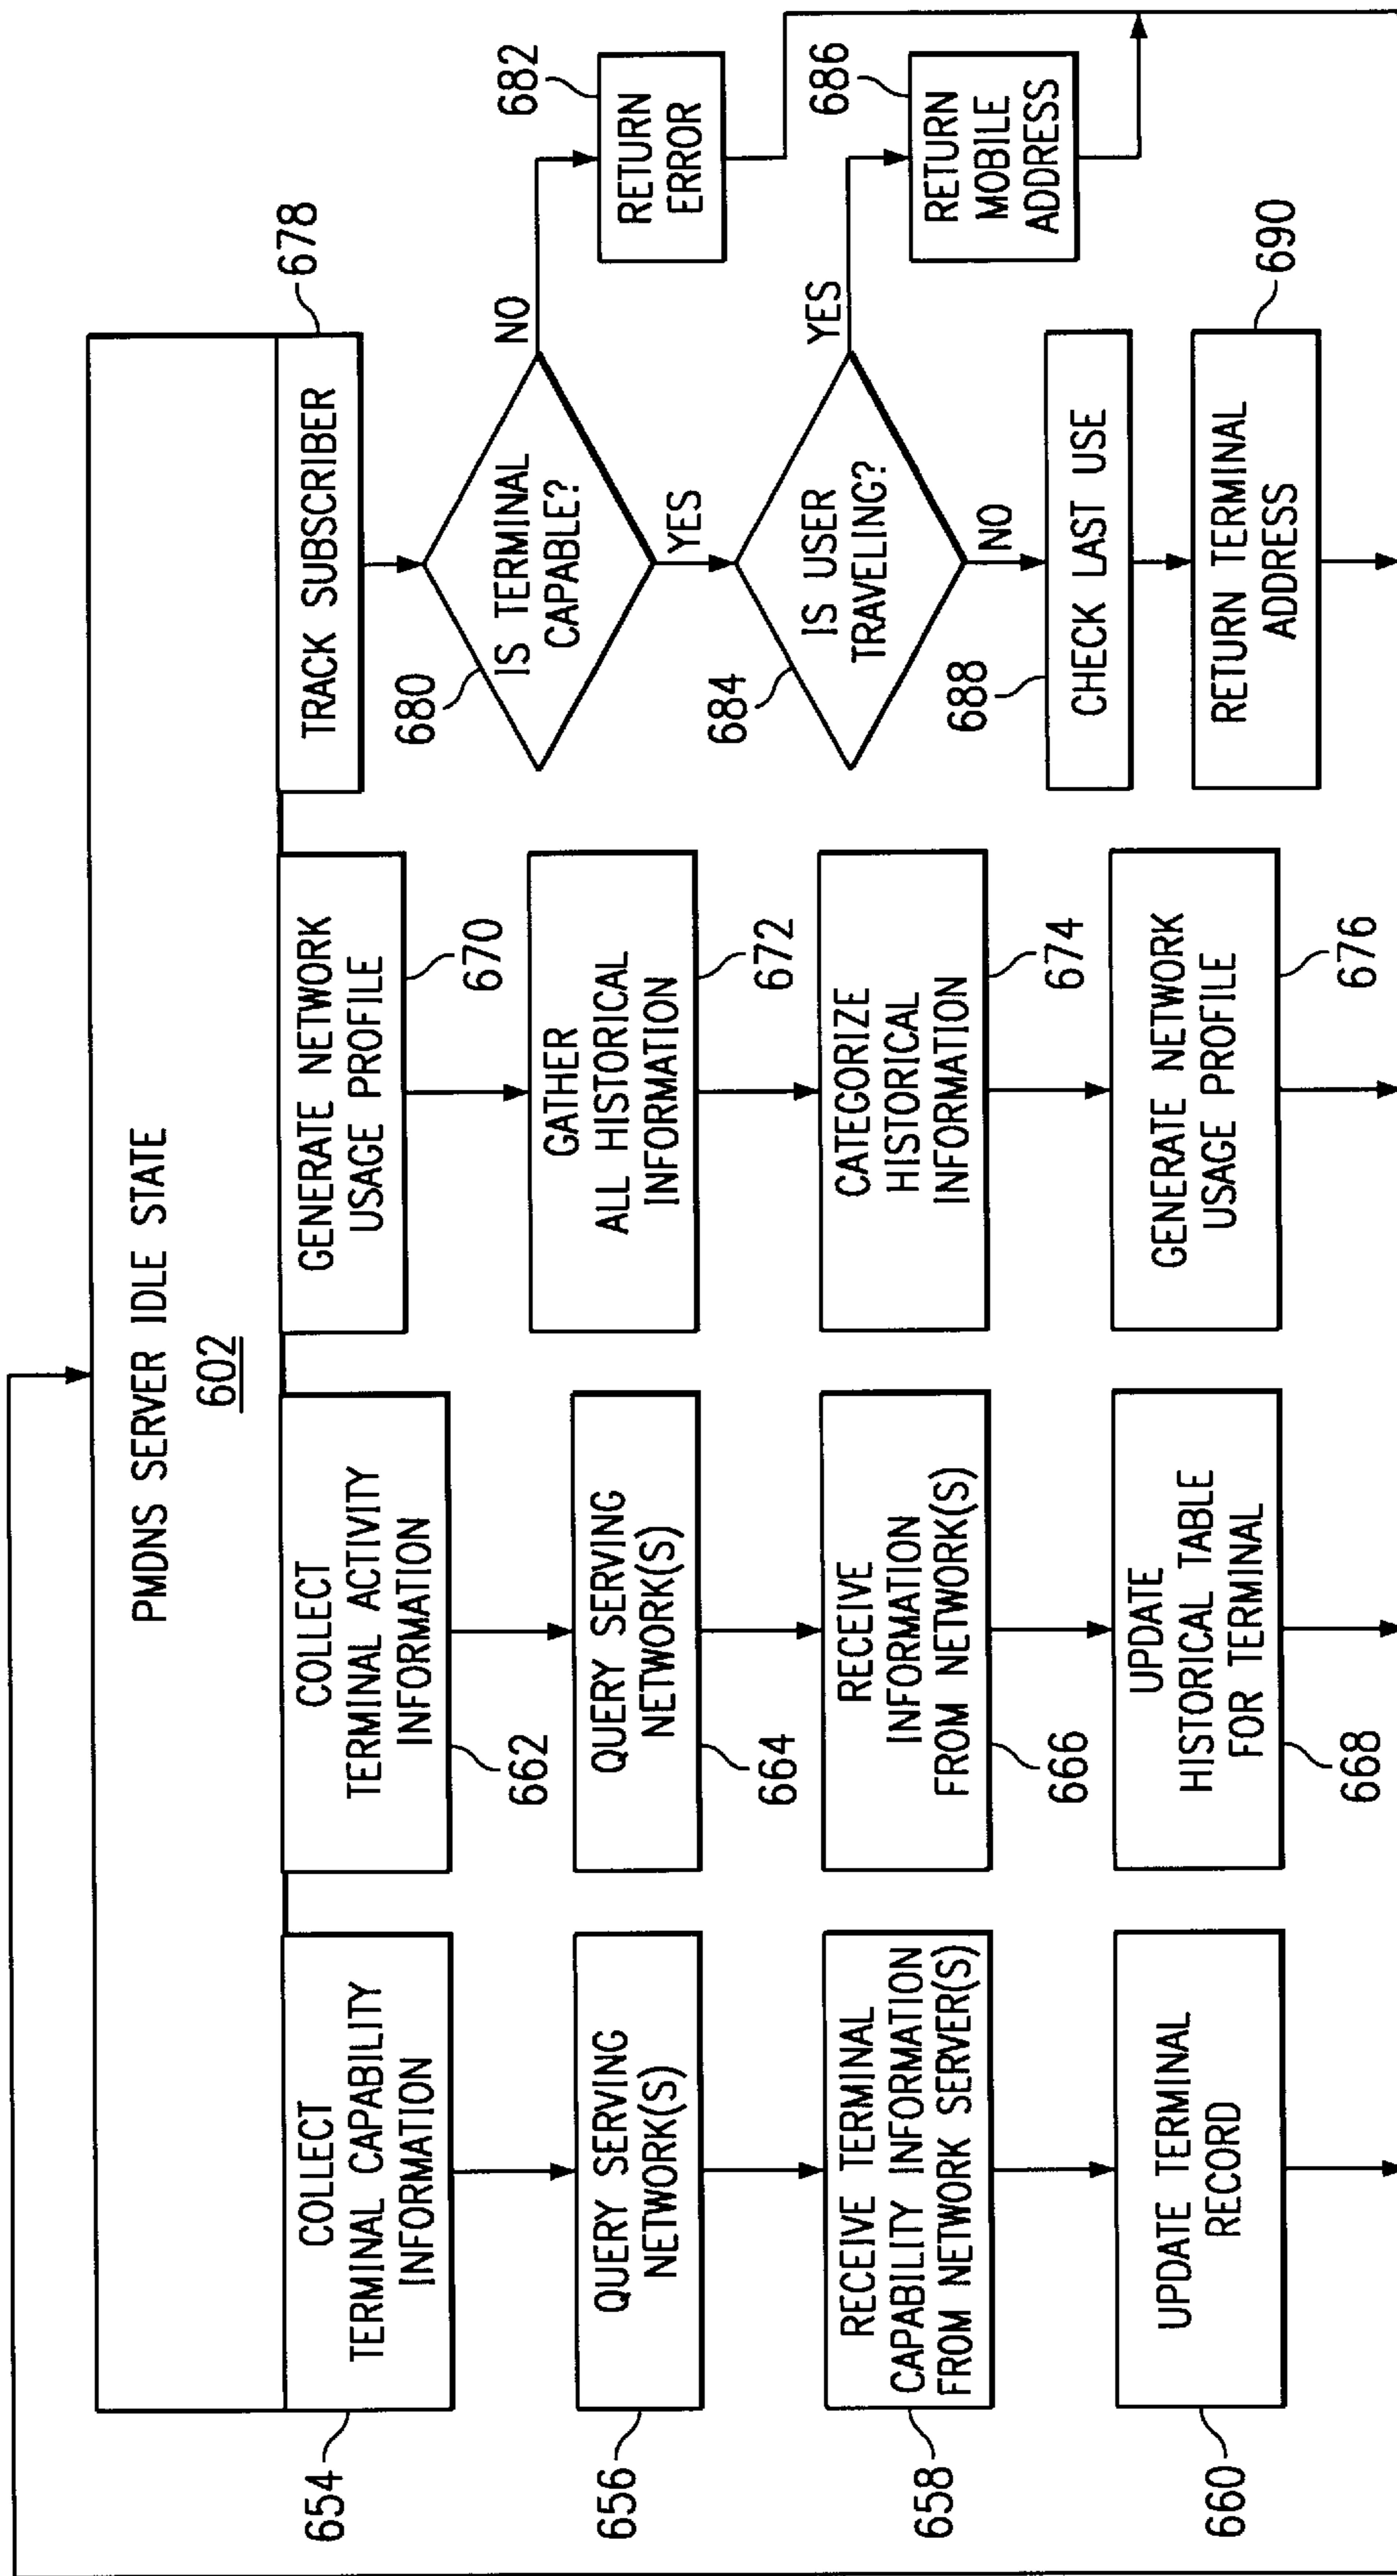 PMDNS SERVER IDLE STATE
602
654
COLLECT
TERMINAL CAPABILITY
INFORMATION
656
QUERY SERVING
NETWORK(S)
658
RECEIVE TERMINAL
CAPABILITY INFORMATION
FROM NETWORK SERVER(S)
660
UPDATE TERMINAL
RECORD
COLLECT
TERMINAL ACTIVITY
INFORMATION
662
QUERY SERVING
NETWORK(S)
664
RECEIVE
INFORMATION
FROM NETWORK(S)
666
UPDATE
HISTORICAL TABLE
FOR TERMINAL
668
GENERATE NETWORK
USAGE PROFILE
670
GATHER
ALL HISTORICAL
INFORMATION
672
CATEGORIZE
HISTORICAL
INFORMATION
674
GENERATE NETWORK
USAGE PROFILE
676
TRACK SUBSCRIBER
678
680
IS TERMINAL
CAPABLE?
NO
YES
682
RETURN
ERROR
684
IS USER
TRAVELING?
YES
NO
686
RETURN
MOBILE
ADDRESS
688
CHECK LAST USE
RETURN TERMINAL
ADDRESS
690